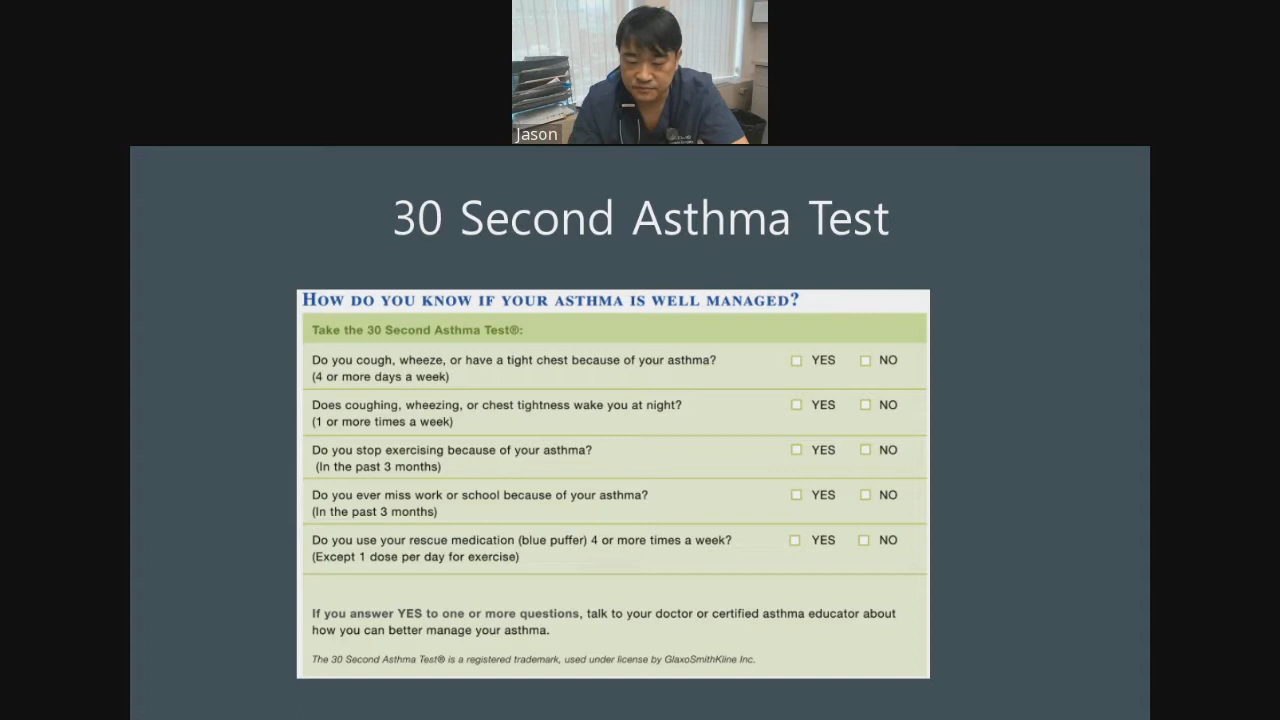 Jason
30 Second Asthma Test
HOW DO YOU KNOW IF YOUR ASTHMA IS WELL MANAGED?
Take the 30 Second Asthma Test®:
Do you cough, wheeze, or have a tight chest because of your asthma? YES NO
(4 or more days a week)
Does coughing, wheezing, or chest tightness wake you at night? YES NO
(1 or more times a week)
Do you stop exercising because of your asthma? YES NO
(In the past 3 months)
Do you ever miss work or school because of your asthma? YES NO
(In the past 3 months)
Do you use your rescue medication (blue puffer) 4 or more times a week? YES NO
(Except 1 dose per day for exercise)
If you answer YES to one or more questions, talk to your doctor or certified asthma educator about
how you can better manage your asthma.
The 30 Second Asthma Test® is a registered trademark, used under license by GlaxoSmithKline Inc.